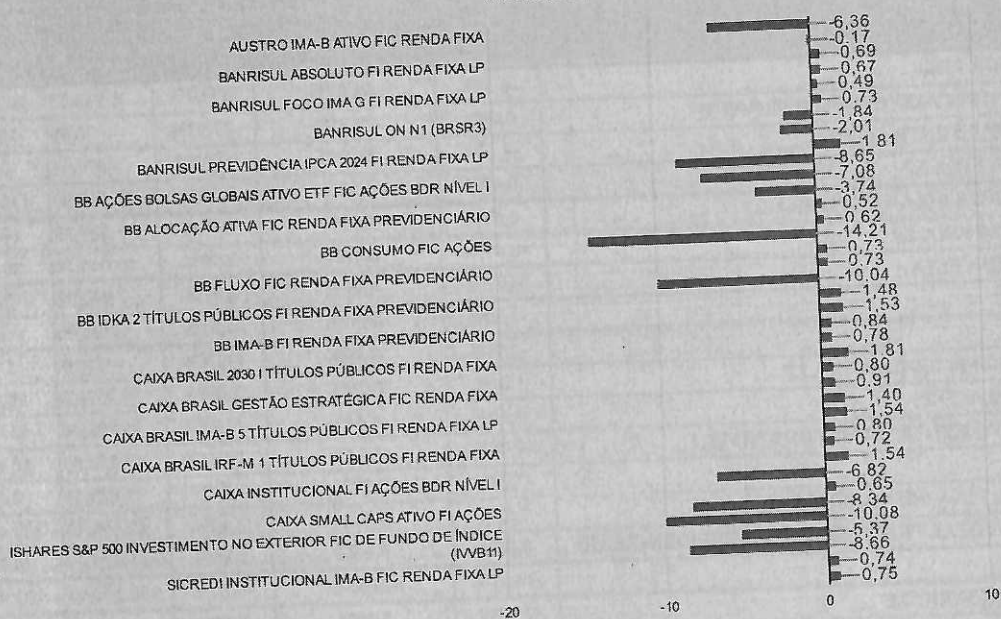 AUSTRO IMA-B ATIVO FIC RENDA FIXA
BANRISUL ABSOLUTO FI RENDA FIXA LP
BANRISUL FOCO IMA G FI RENDA FIXA LP
BANRISUL ON N1 (BRSR3)
BANRISUL PREVIDÊNCIA IPCA 2024 FI RENDA FIXA LP
BB AÇÕES BOLSAS GLOBAIS ATIVO ETF FIC AÇÕES BDR NÍVEL I
BB ALOCAÇÃO ATIVA FIC RENDA FIXA PREVIDENCIÁRIO
BB CONSUMO FIC AÇÕES
BB FLUXO FIC RENDA FIXA PREVIDENCIÁRIO
BB IDKA 2 TÍTULOS PÚBLICOS FI RENDA FIXA PREVIDENCIÁRIO
BB IMA-B FI RENDA FIXA PREVIDENCIÁRIO
CAIXA BRASIL 2030 I TÍTULOS PÚBLICOS FI RENDA FIXA
CAIXA BRASIL GESTÃO ESTRATÉGICA FIC RENDA FIXA
CAIXA BRASIL IMA-B 5 TÍTULOS PÚBLICOS FI RENDA FIXA LP
CAIXA BRASIL IRF-M 1 TÍTULOS PÚBLICOS FI RENDA FIXA
CAIXA INSTITUCIONAL FI AÇÕES BDR NÍVEL I
CAIXA SMALL CAPS ATIVO FI AÇÕES
ISHARES S&P 500 INVESTIMENTO NO EXTERIOR FIC DE FUNDO DE ÍNDICE
(IVVB11)
SICREDI INSTITUCIONAL IMA-B FIC RENDA FIXA LP
-6,36
-0,17
0,69
0,67
0,49
0,73
-1,84
-2,01
1,81
-8,65
-7,08
-3,74
0,52
0,62
-14,21
0,73
0,73
-10,04
1,48
1,53
0,84
0,78
1,81
0,80
0,91
1,40
1,54
0,80
0,72
1,54
-6,82
0,65
-8,34
-10,08
-5,37
-8,66
0,74
0,75
-20
-10
0
10